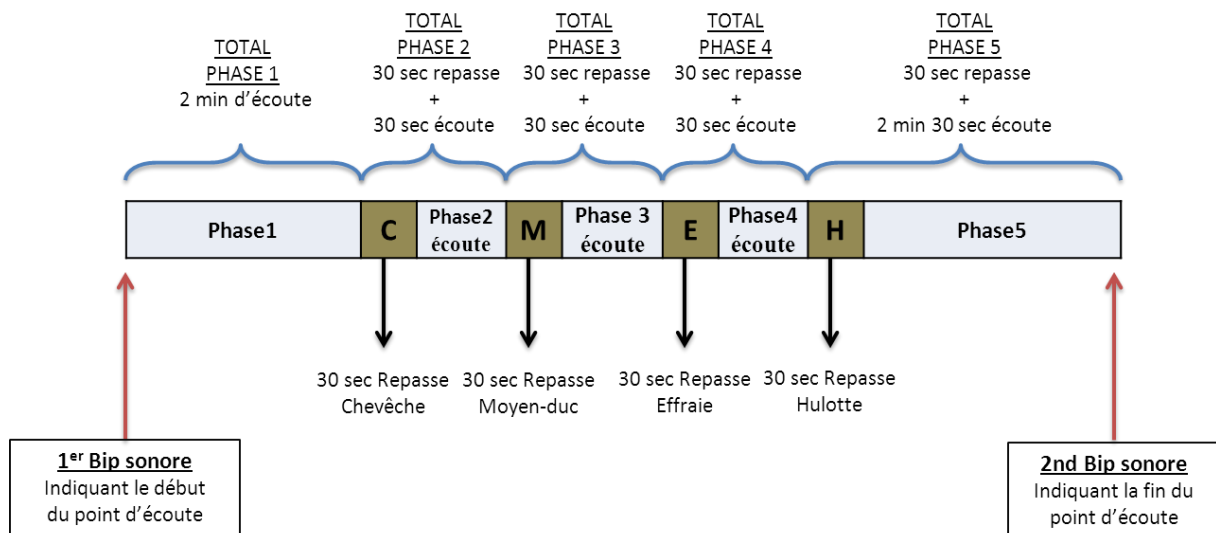 TOTAL
PHASE 1
2 min d’écoute
TOTAL
PHASE 2
30 sec repasse
+
30 sec écoute
TOTAL
PHASE 3
30 sec repasse
+
30 sec écoute
TOTAL
PHASE 4
30 sec repasse
+
30 sec écoute
TOTAL
PHASE 5
30 sec repasse
+
2 min 30 sec écoute
Phase1
C
Phase2
écoute
M
Phase 3
écoute
E
Phase4
écoute
H
Phase5
30 sec Repasse
Chevêche
30 sec Repasse
Moyen-duc
30 sec Repasse
Effraie
30 sec Repasse
Hulotte
1er Bip sonore
Indiquant le début
du point d’écoute
2nd Bip sonore
Indiquant la fin du
point d’écoute